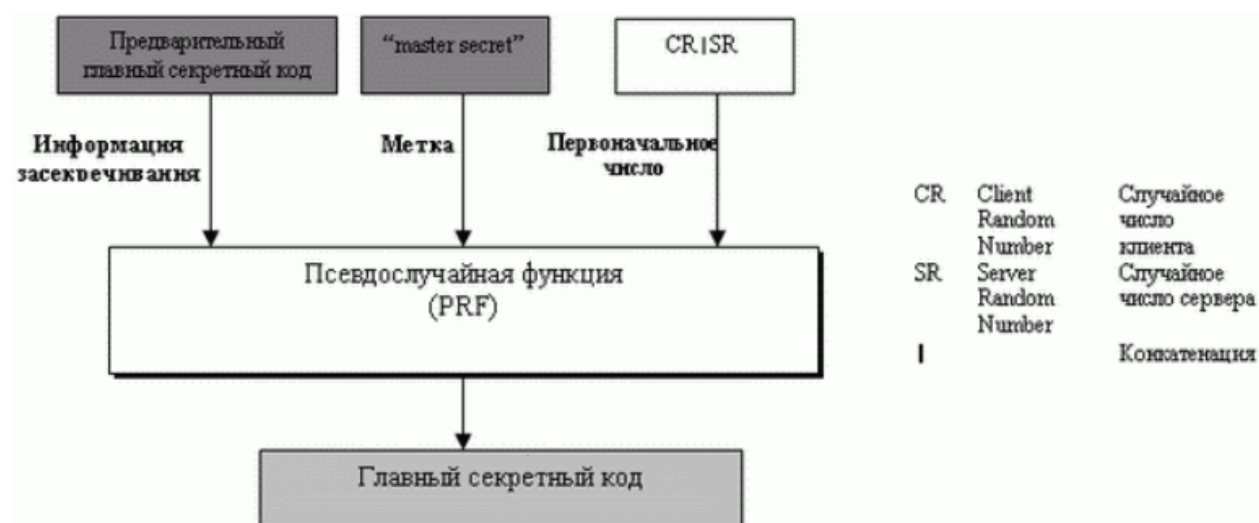 Предварительный
главный секретный код
“master secret”
CR|SR
Информация
засекречивания
Метка
Первоначальное
число
Псевдослучайная функция
(PRF)
Главный секретный код
CR Client Случайное
Random число
Number клиента
SR Server Случайное
Random число сервера
Number
| Конкатенация